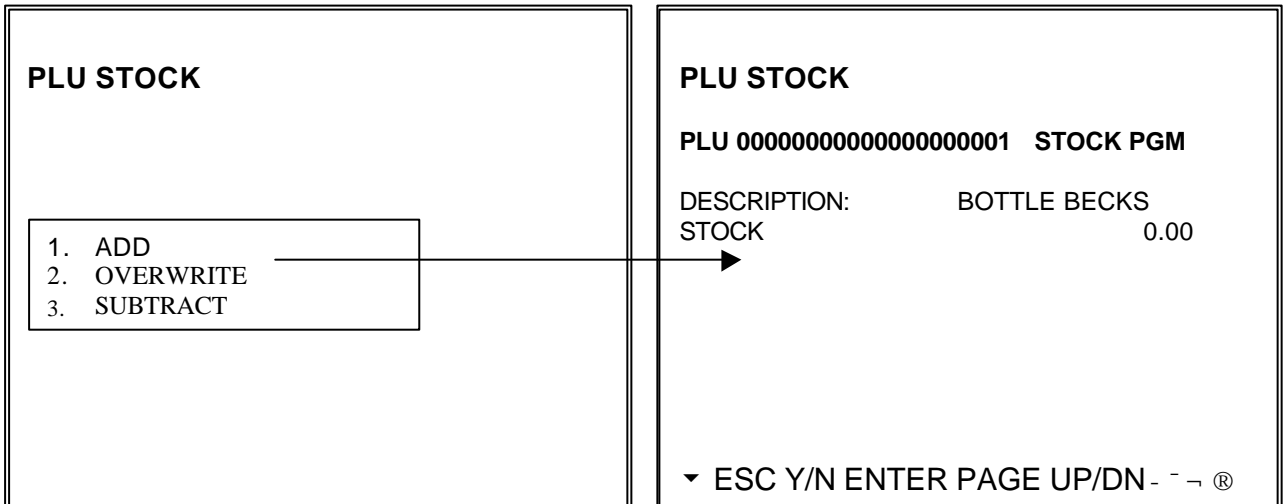 PLU STOCK
1. ADD
2. OVERWRITE
3. SUBTRACT
PLU STOCK
PLU 00000000000000000001 STOCK PGM
DESCRIPTION: BOTTLE BECKS
STOCK 0.00
ESC Y/N ENTER PAGE UP/DN - ¯ ¬ ®